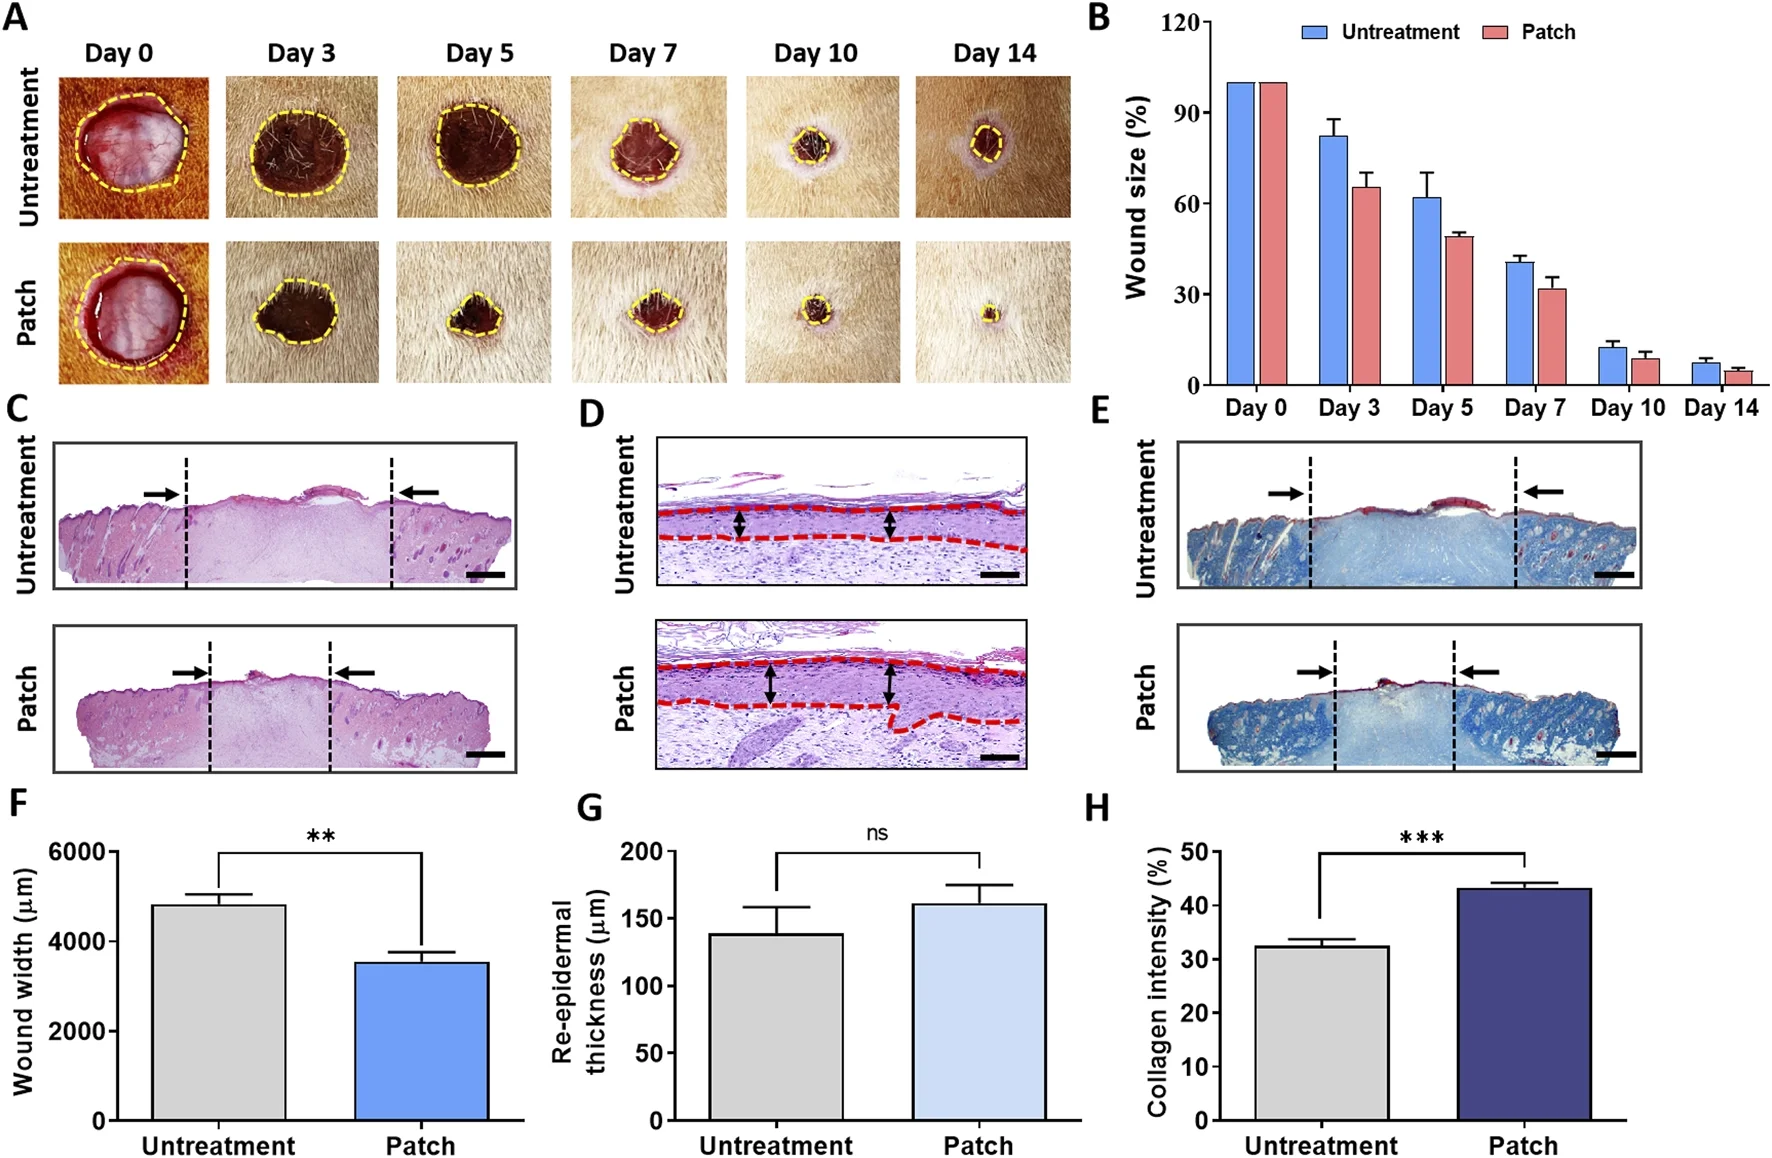 A
Day 0 Day 3 Day 5 Day 7 Day 10 Day 14
Untreatment
Patch
B
Untreatment Patch
Wound size (%)
120
90
60
30
0
Day 0 Day 3 Day 5 Day 7 Day 10 Day 14
C
Untreatment
Patch
D
Untreatment
Patch
E
Untreatment
Patch
F
**
Wound width (μm)
6000
4000
2000
0
Untreatment Patch
G
ns
Re-epidermal
thickness (μm)
200
150
100
50
0
Untreatment Patch
H
***
Collagen intensity (%)
50
40
30
20
10
0
Untreatment Patch